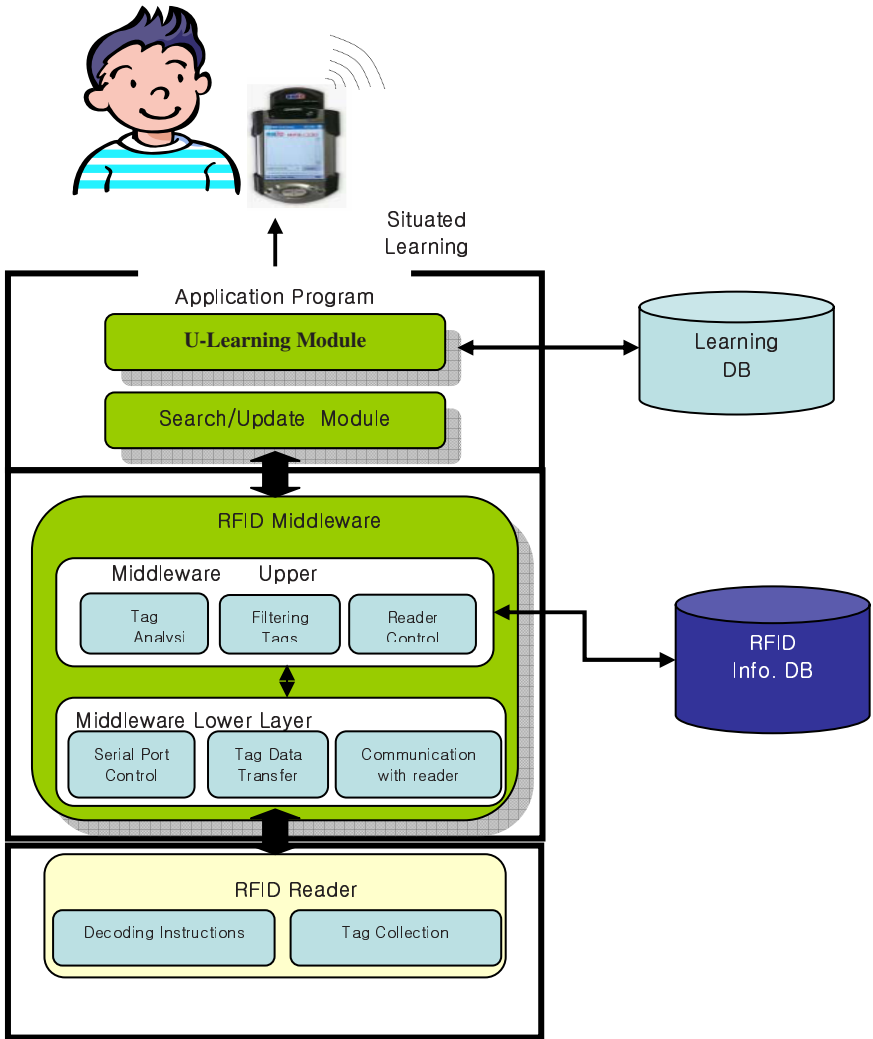 Situated
Learning
Application Program
U-Learning Module
Learning
DB
Search/Update Module
RFID Middleware
Middleware Upper
Tag
Analysi
Filtering
Tags
Reader
Control
RFID
Info. DB
Middleware Lower Layer
Serial Port
Control
Tag Data
Transfer
Communication
with reader
RFID Reader
Decoding Instructions
Tag Collection